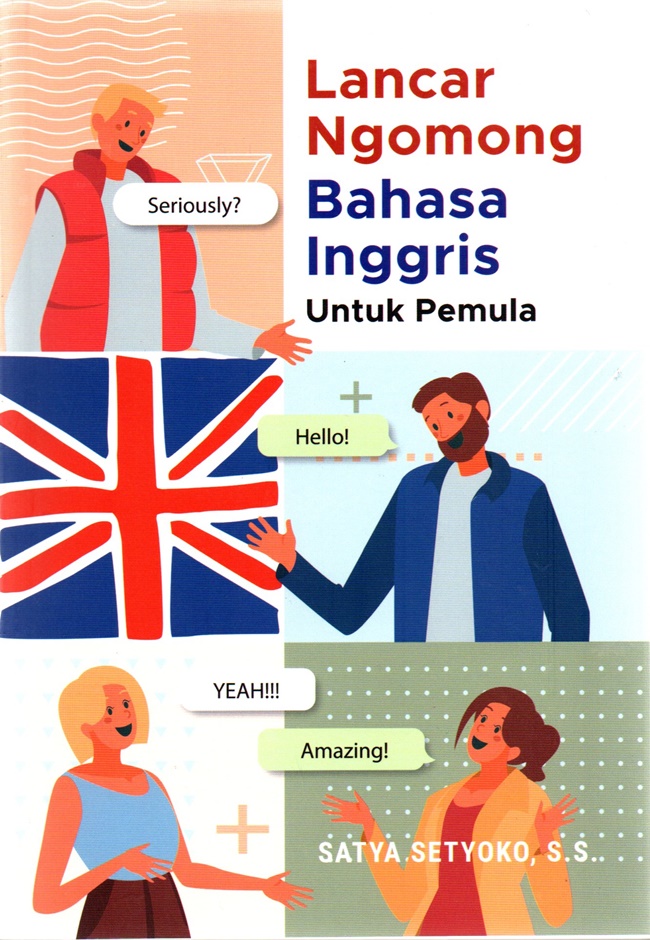 Lancar
Ngomong
Bahasa
Inggris
Untuk Pemula
Seriously?
Hello!
YEAH!!!
Amazing!
SATYA SETYOKO, S.S.